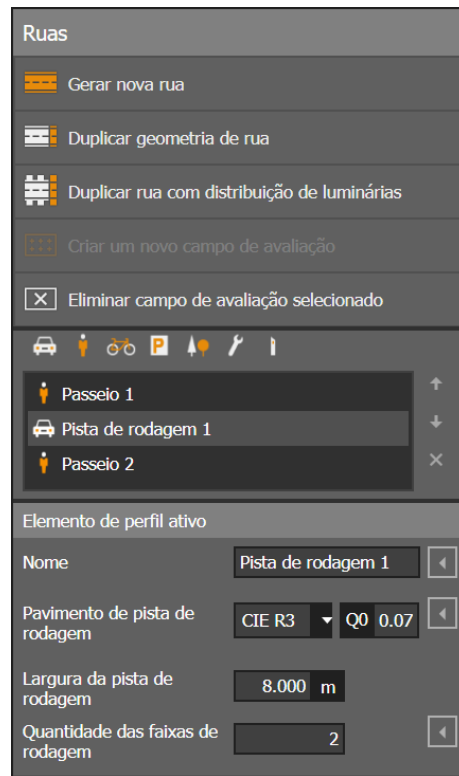 Ruas
Gerar nova rua
Duplicar geometria de rua
Duplicar rua com distribuição de luminárias
Criar um novo campo de avaliação
Eliminar campo de avaliação selecionado
P
Passeio 1
Pista de rodagem 1
Passeio 2
Elemento de perfil ativo
Nome Pista de rodagem 1
Pavimento de pista de
rodagem CIE R3 Q0 0.07
Largura da pista de
rodagem 8.000 m
Quantidade das faixas de
rodagem 2